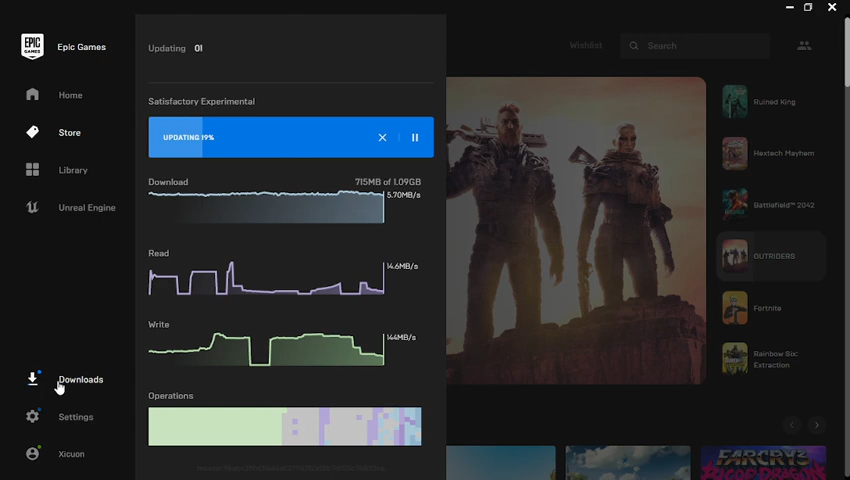 EPIC
GAMES
Epic Games
Home
Store
Library
Unreal Engine
Downloads
Settings
Xicuon
Updating 01
Satisfactory Experimental
UPDATING 19%
Download
715MB of 1.09GB
5.70MB/s
Read
14.6MB/s
Write
144MB/s
Operations
Wishlist
Search
Ruined King
Hextech Mayhem
Battlefield™ 2042
OUTRIDERS
Fortnite
Rainbow Six
Extraction
FARCRY3
BLOOD DRAGON